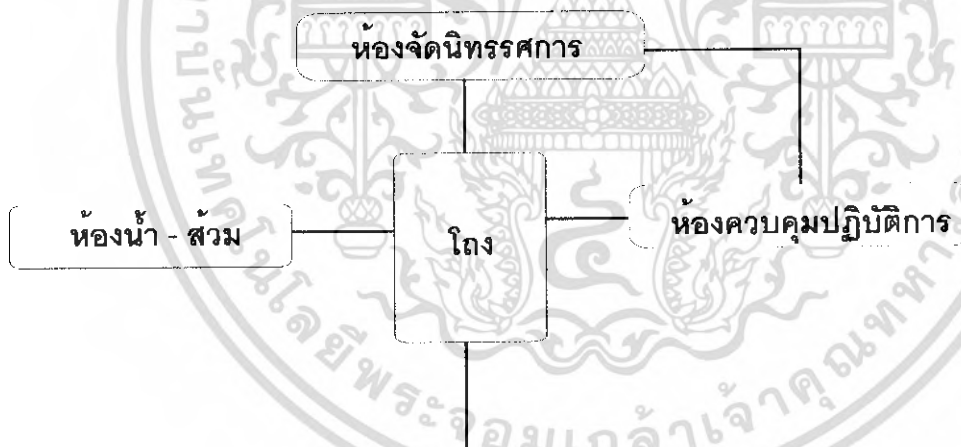 ห้องจัดนิทรรศการ
ห้องน้ำ - ส้วม
โถง
ห้องควบคุมปฏิบัติการ